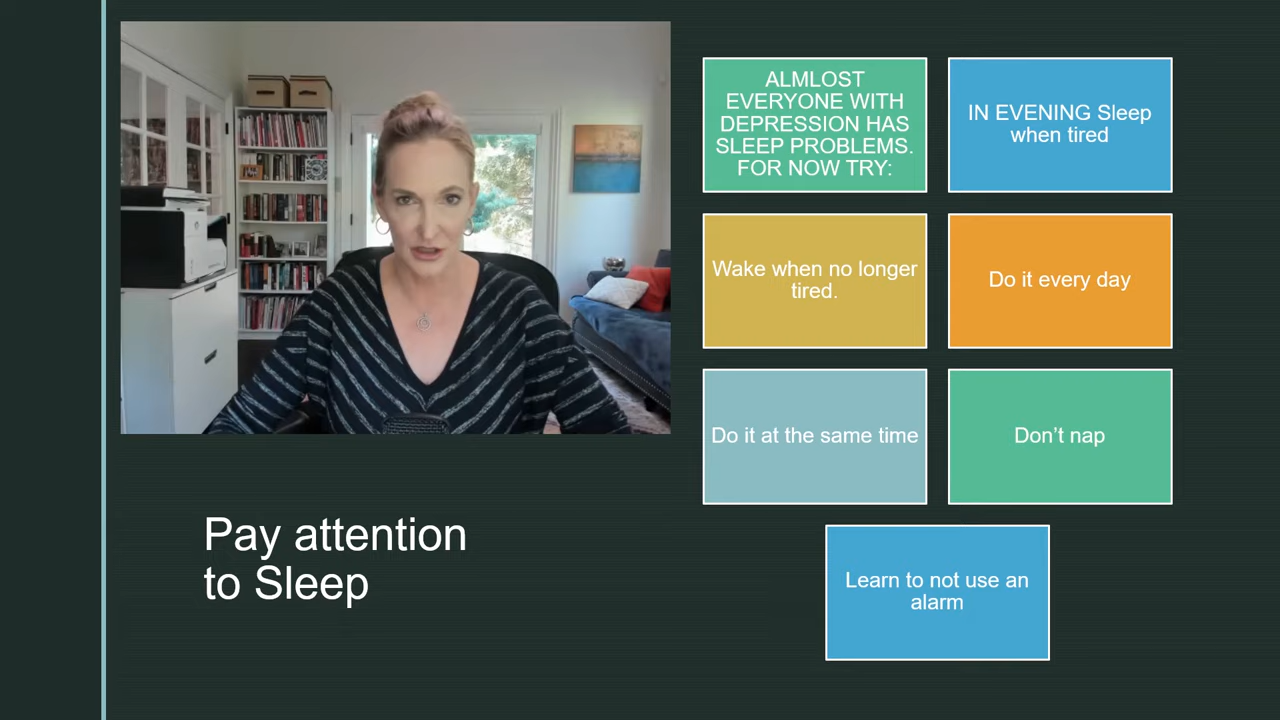 ALMLOST
EVERYONE WITH
DEPRESSION HAS
SLEEP PROBLEMS.
FOR NOW TRY:
IN EVENING Sleep
when tired
Wake when no longer
tired.
Do it every day
Do it at the same time
Don’t nap
Learn to not use an
alarm
Pay attention
to Sleep